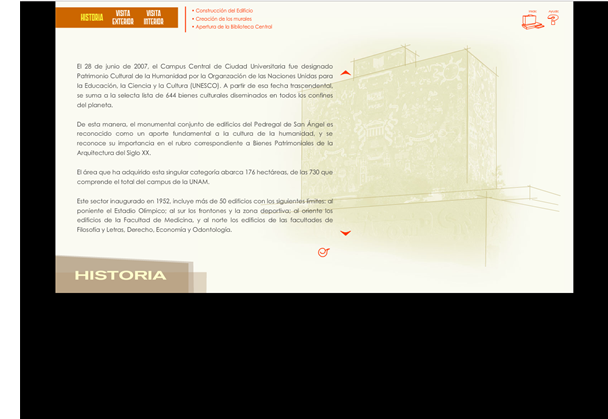 HISTORIA
VISITA EXTERIOR
VISITA INTERIOR
• Construcción del Edificio
• Creación de los murales
• Apertura de la Biblioteca Central
El 28 de junio de 2007, el Campus Central de Ciudad Universitaria fue designado
Patrimonio Cultural de la Humanidad por la Organzación de las Naciones Unidas para
la Educación, la Ciencia y la Cultura (UNESCO). A partir de esa fecha trascendental,
se suma a la selecta lista de 644 bienes culturales diseminados en todos los confines
del planeta.
De esta manera, el monumental conjunto de edificios del Pedregal de San Ángel es
reconocido como un aporte fundamental a la cultura de la humanidad, y se
reconoce su importancia en el rubro correspondiente a Bienes Patrimoniales de la
Arquitectura del Siglo XX.
El área que ha adquirido esta singular categoría abarca 176 hectáreas, de las 730 que
comprende el total del campus de la UNAM.
Este sector inaugurado en 1952, incluye más de 50 edificios con los siguientes límites: al
poniente el Estadio Olímpico; al sur los frontones y la zona deportiva; al oriente los
edificios de la Facultad de Medicina, y al norte los edificios de las facultades de
Filosofía y Letras, Derecho, Economía y Odontología.
HISTORIA